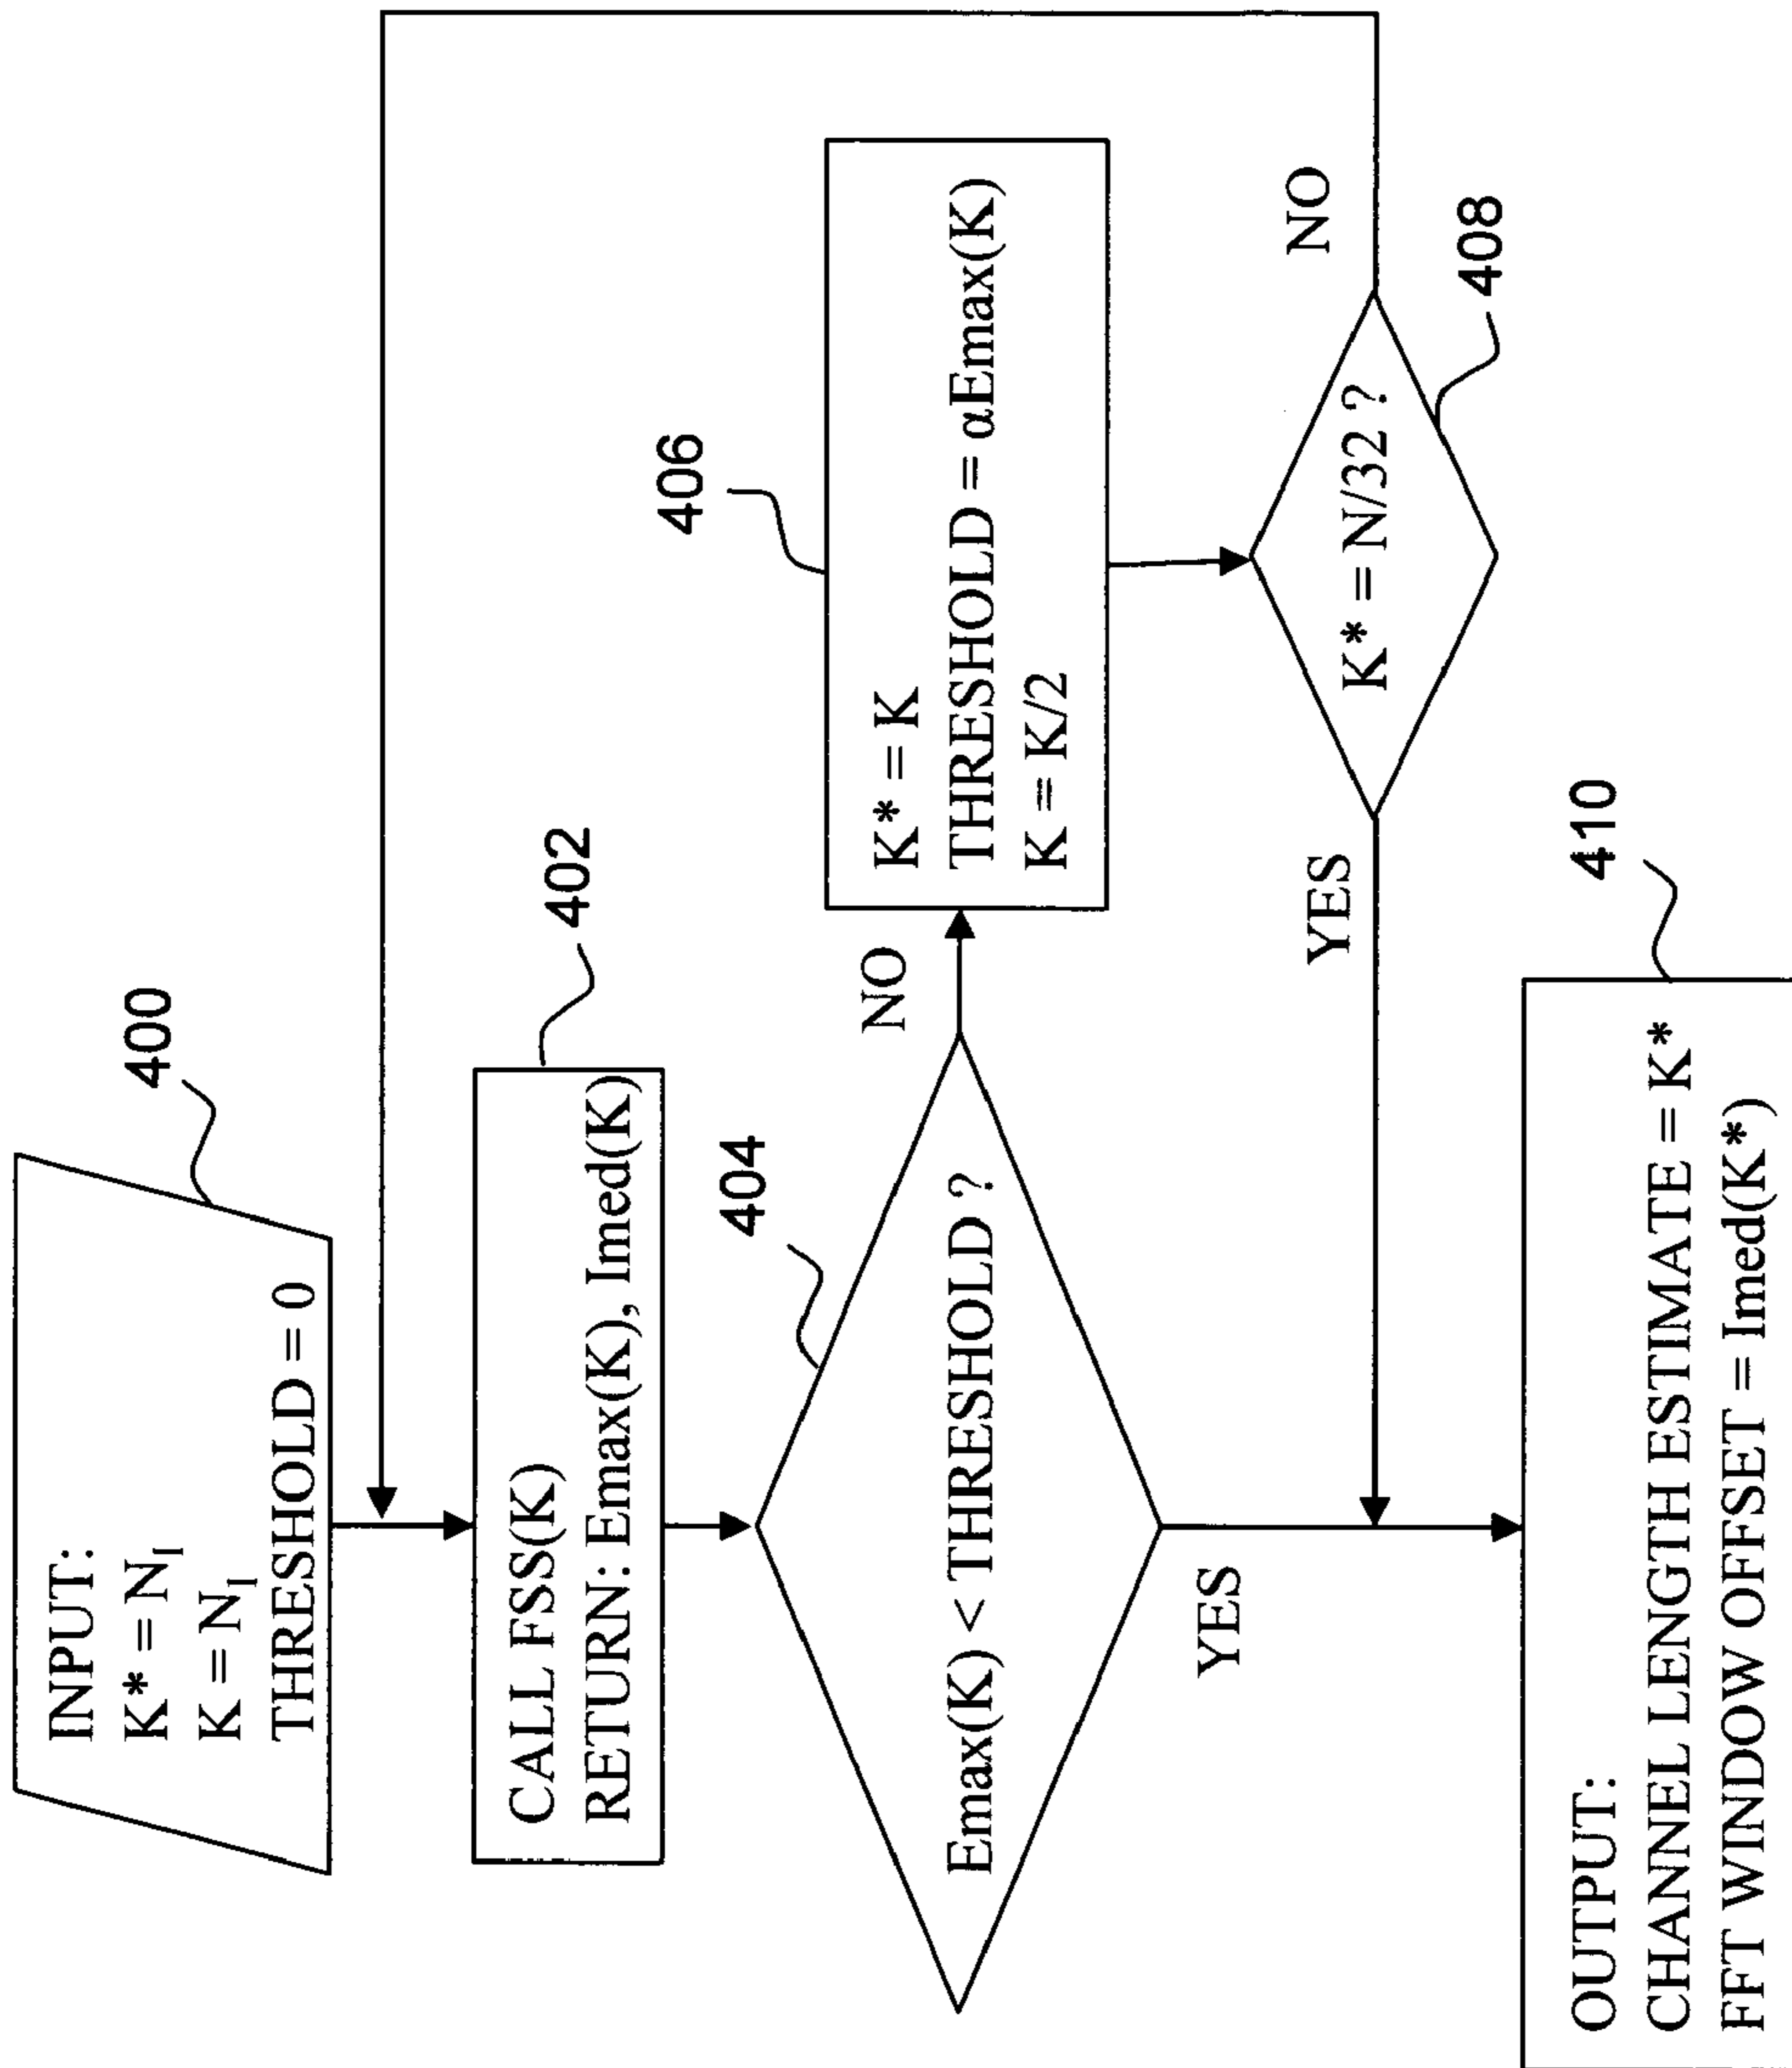 400
INPUT:
K* = N_I
K = N_I
THRESHOLD = 0
402
CALL FSS(K)
RETURN: Emax(K), Imed(K)
404
Emax(K) < THRESHOLD ?
NO
YES
406
K* = K
THRESHOLD = αEmax(K)
K = K/2
408
K* = N/32 ?
NO
YES
410
OUTPUT:
CHANNEL LENGTH ESTIMATE = K*
FFT WINDOW OFFSET = Imed(K*)